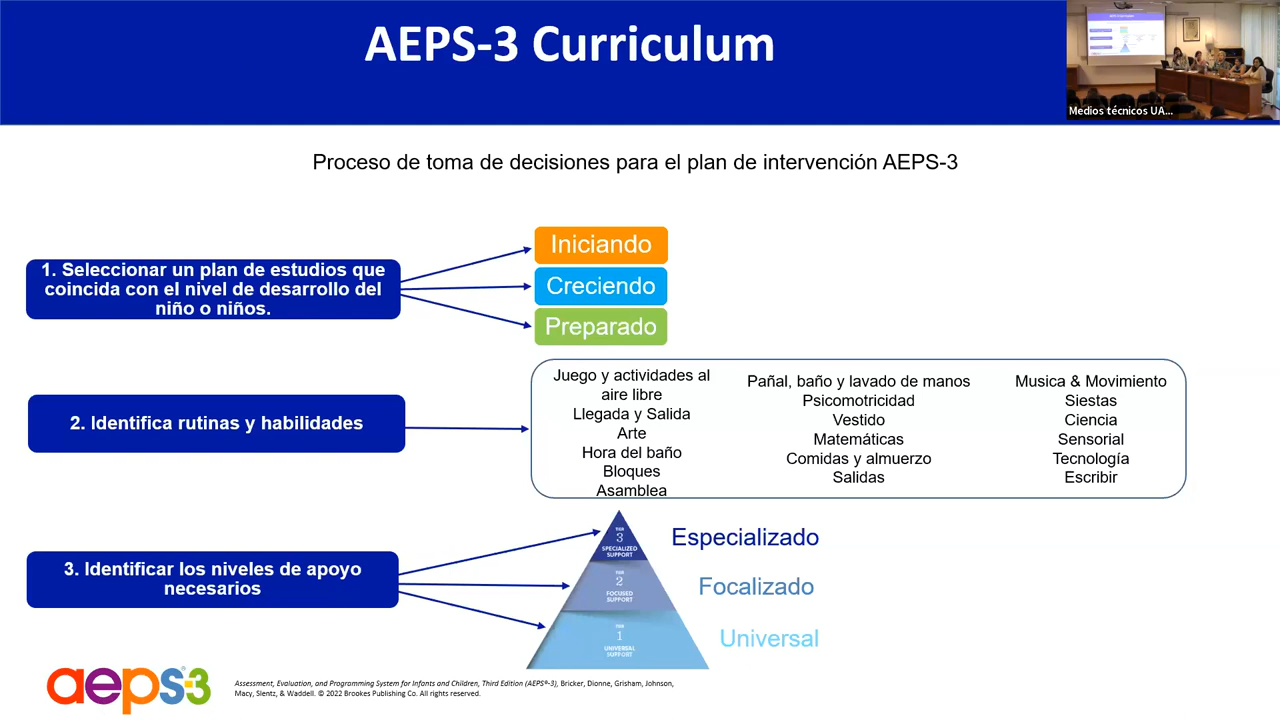 AEPS-3 Curriculum
Medios técnicos UA...
Proceso de toma de decisiones para el plan de intervención AEPS-3
1. Seleccionar un plan de estudios que
coincida con el nivel de desarrollo del
niño o niños.
Iniciando
Creciendo
Preparado
2. Identifica rutinas y habilidades
Juego y actividades al
aire libre
Llegada y Salida
Arte
Hora del baño
Bloques
Asamblea
Pañal, baño y lavado de manos
Psicomotricidad
Vestido
Matemáticas
Comidas y almuerzo
Salidas
Musica & Movimiento
Siestas
Ciencia
Sensorial
Tecnología
Escribir
3. Identificar los niveles de apoyo
necesarios
TIER
3
SPECIALIZED
SUPPORT
Especializado
TIER
2
FOCUSED
SUPPORT
Focalizado
TIER
1
UNIVERSAL
SUPPORT
Universal
aeps®-3
Assessment, Evaluation, and Programming System for Infants and Children, Third Edition (AEPS®-3), Bricker, Dionne, Grisham, Johnson,
Macy, Slentz, & Waddell. © 2022 Brookes Publishing Co. All rights reserved.